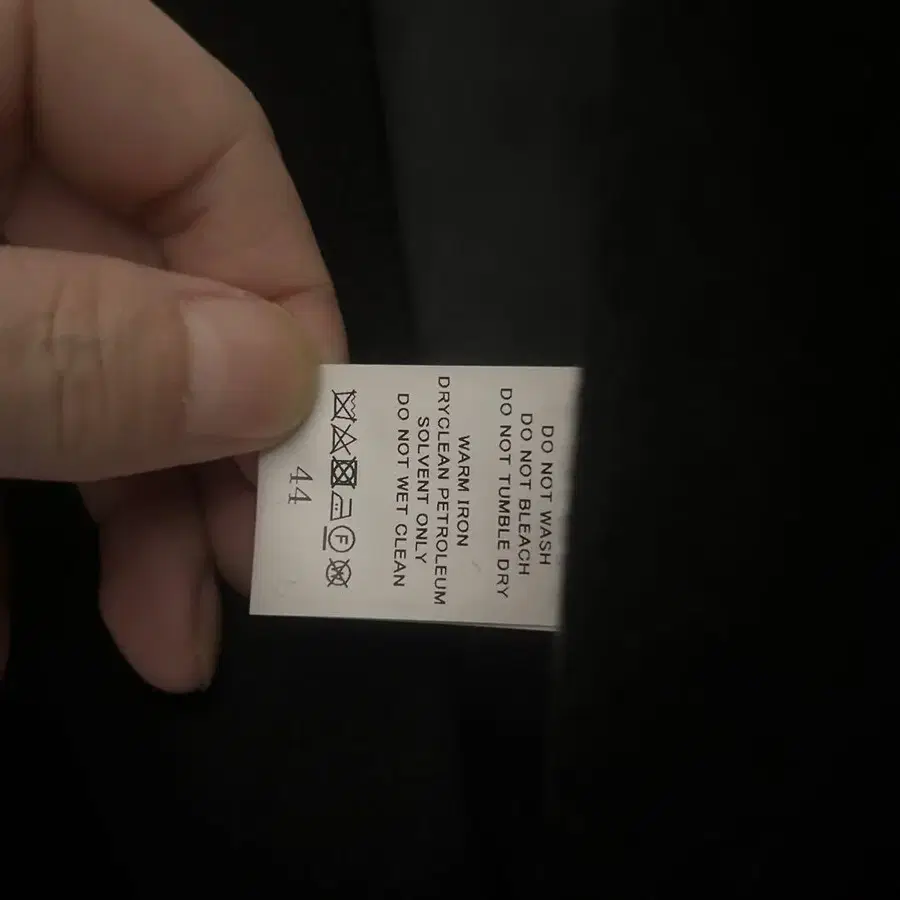 DO NOT WASH
DO NOT BLEACH
DO NOT TUMBLE DRY
WARM IRON
DRYCLEAN PETROLEUM
SOLVENT ONLY
DO NOT WET CLEAN
F W
44